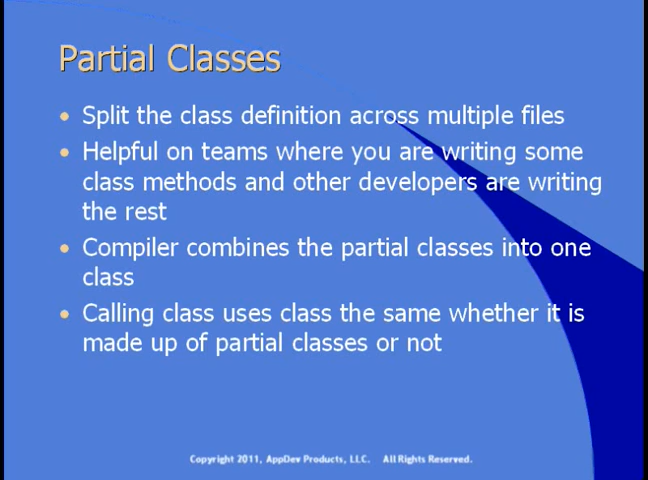 Partial Classes
• Split the class definition across multiple files
• Helpful on teams where you are writing some
class methods and other developers are writing
the rest
• Compiler combines the partial classes into one
class
• Calling class uses class the same whether it is
made up of partial classes or not
Copyright 2011, AppDev Products, LLC. All Rights Reserved.